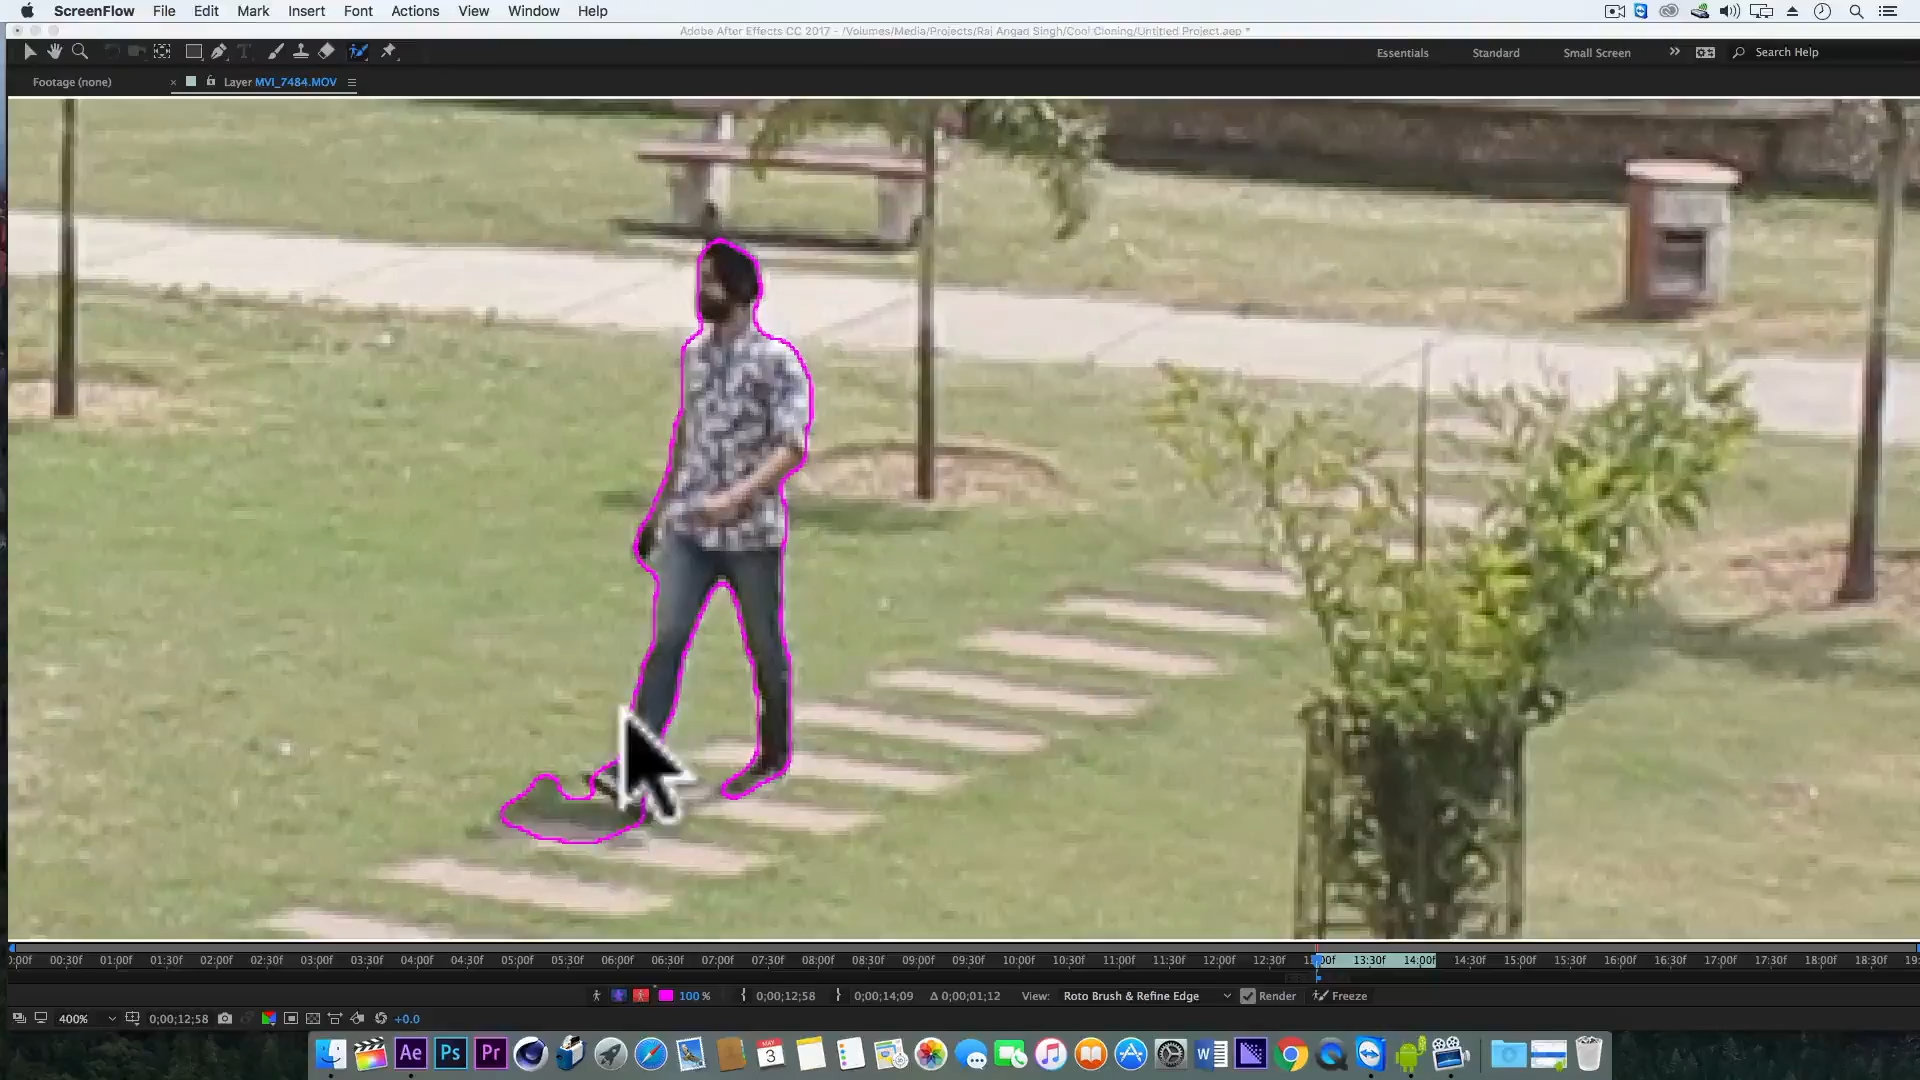 ScreenFlow File Edit Mark Insert Font Actions View Window Help
Adobe After Effects CC 2017 - /Volumes/Media/Projects/Raj Angad Singh/Cool Cloning/Untitled Project.aep *
Essentials Standard Small Screen Search Help
Footage (none) Layer MVI_7484.MOV
0:00f 00:30f 01:00f 01:30f 02:00f 02:30f 03:00f 03:30f 04:00f 04:30f 05:00f 05:30f 06:00f 06:30f 07:00f 07:30f 08:00f 08:30f 09:00f 09:30f 10:00f 10:30f 11:00f 11:30f 12:00f 12:30f 13:30f 14:00f 14:30f 15:00f 15:30f 16:00f 16:30f 17:00f 17:30f 18:00f 18:30f 19:
100 % 0;00;12;58 0;00;14;09 Δ 0;00;01;12 View: Roto Brush & Refine Edge Render Freeze
400% 0;00;12;58 +0.0
Ae Ps Pr MAY 3 W